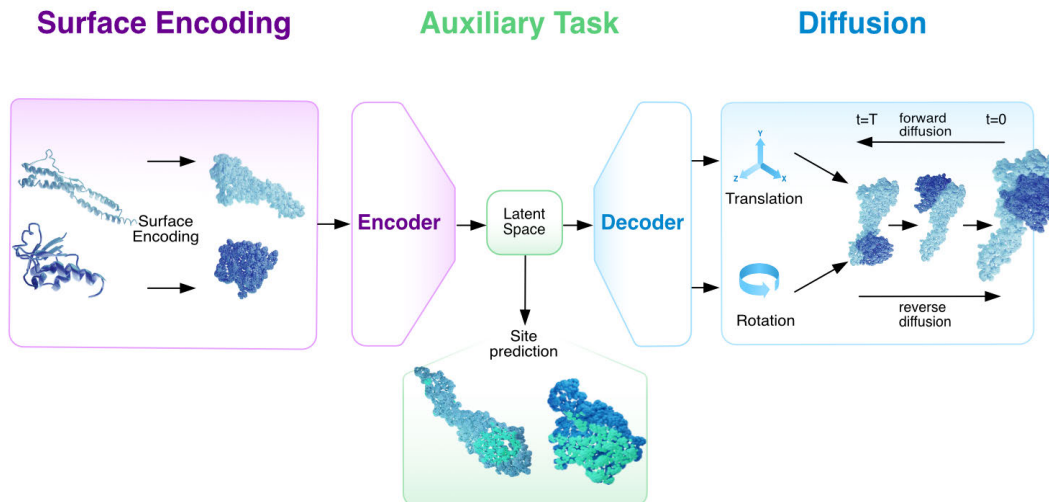 Surface Encoding
Auxiliary Task
Diffusion
Surface
Encoding
Encoder
Latent
Space
Decoder
Site
prediction
Y
Z
X
Translation
Rotation
t=T
forward
diffusion
t=0
reverse
diffusion